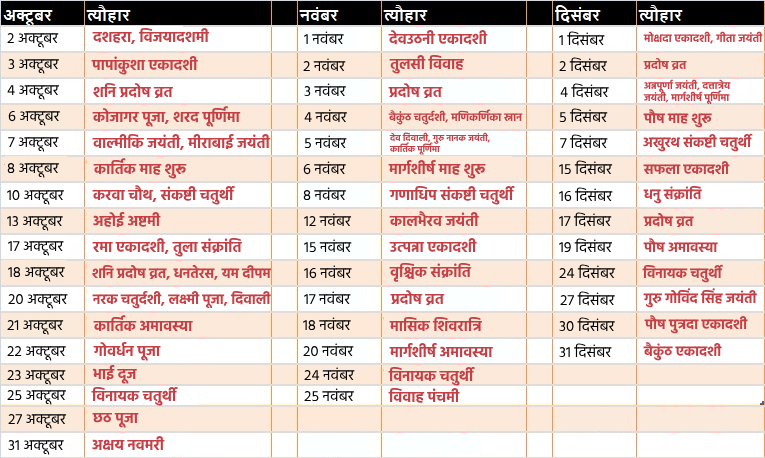 अक्टूबर त्यौहार नवंबर त्यौहार दिसंबर त्यौहार
2 अक्टूबर दशहरा, विजयादशमी 1 नवंबर देवउठनी एकादशी 1 दिसंबर मोक्षदा एकादशी, गीता जयंती
3 अक्टूबर पापांकुशा एकादशी 2 नवंबर तुलसी विवाह 2 दिसंबर प्रदोष व्रत
4 अक्टूबर शनि प्रदोष व्रत 3 नवंबर प्रदोष व्रत 4 दिसंबर अन्नपूर्णा जयंती, दत्तात्रेय
जयंती, मार्गशीर्ष पूर्णिमा
6 अक्टूबर कोजागर पूजा, शरद पूर्णिमा 4 नवंबर बैकुंठ चतुर्दशी, मणिकर्णिका स्नान 5 दिसंबर पौष माह शुरू
7 अक्टूबर वाल्मीकि जयंती, मीराबाई जयंती 5 नवंबर देव दिवाली, गुरु नानक जयंती,
कार्तिक पूर्णिमा
7 दिसंबर अखुरथ संकष्टी चतुर्थी
8 अक्टूबर कार्तिक माह शुरू 6 नवंबर मार्गशीर्ष माह शुरू 15 दिसंबर सफला एकादशी
10 अक्टूबर करवा चौथ, संकष्टी चतुर्थी 8 नवंबर गणाधिप संकष्टी चतुर्थी 16 दिसंबर धनु संक्रांति
13 अक्टूबर अहोई अष्टमी 12 नवंबर कालभैरव जयंती 17 दिसंबर प्रदोष व्रत
17 अक्टूबर रमा एकादशी, तुला संक्रांति 15 नवंबर उत्पन्ना एकादशी 19 दिसंबर पौष अमावस्या
18 अक्टूबर शनि प्रदोष व्रत, धनतेरस, यम दीपम 16 नवंबर वृश्चिक संक्रांति 24 दिसंबर विनायक चतुर्थी
20 अक्टूबर नरक चतुर्दशी, लक्ष्मी पूजा, दिवाली 17 नवंबर प्रदोष व्रत 27 दिसंबर गुरु गोविंद सिंह जयंती
21 अक्टूबर कार्तिक अमावस्या 18 नवंबर मासिक शिवरात्रि 30 दिसंबर पौष पुत्रदा एकादशी
22 अक्टूबर गोवर्धन पूजा 20 नवंबर मार्गशीर्ष अमावस्या 31 दिसंबर बैकुंठ एकादशी
23 अक्टूबर भाई दूज 24 नवंबर विनायक चतुर्थी
25 अक्टूबर विनायक चतुर्थी 25 नवंबर विवाह पंचमी
27 अक्टूबर छठ पूजा
31 अक्टूबर अक्षय नवमरी